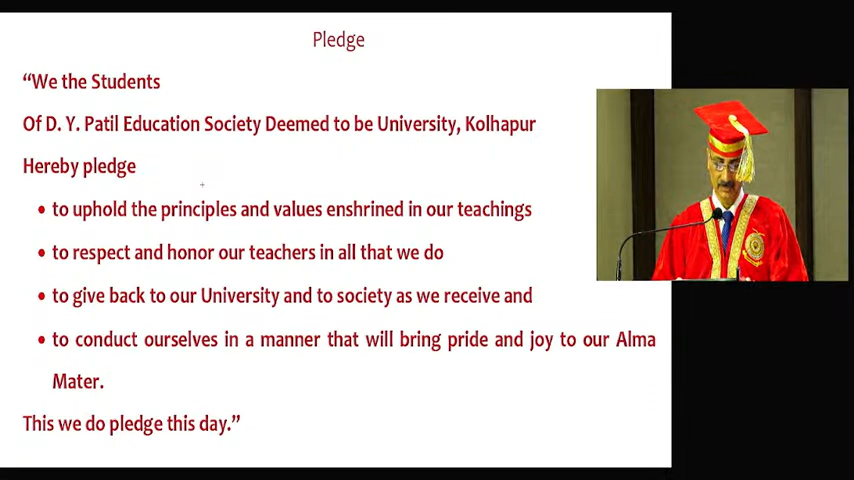 Pledge
“We the Students
Of D. Y. Patil Education Society Deemed to be University, Kolhapur
Hereby pledge
• to uphold the principles and values enshrined in our teachings
• to respect and honor our teachers in all that we do
• to give back to our University and to society as we receive and
• to conduct ourselves in a manner that will bring pride and joy to our Alma
Mater.
This we do pledge this day.”